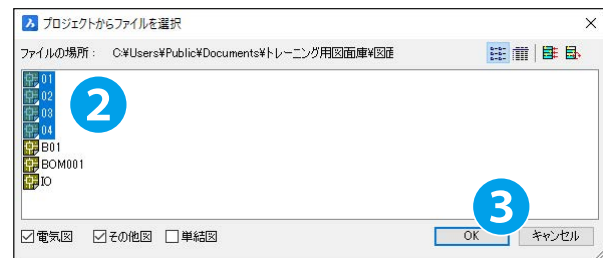 プロジェクトからファイルを選択
ファイルの場所： C:¥Users¥Public¥Documents¥トレーニング用図面庫¥図面
01
02
03
04
B01
BOM001
IO
2
3
電気図 その他図 単結図 OK キャンセル